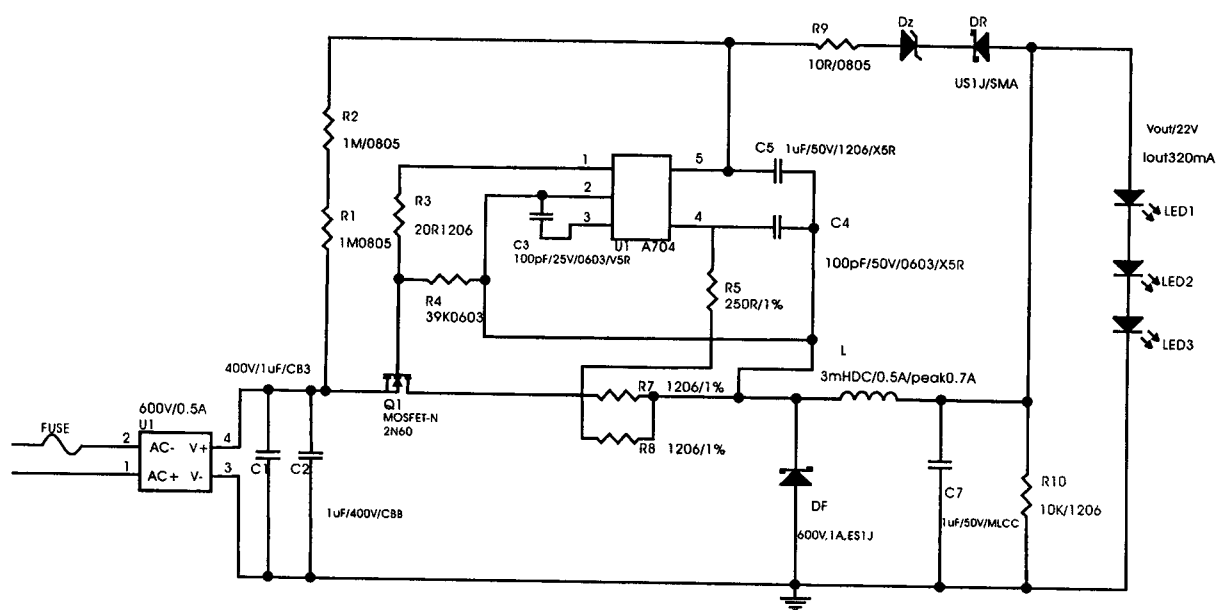 R9
10R/0805
Dz
DR
US1J/SMA
R2
1M/0805
R1
1M0805
R3
20R1206
R4
39K0603
1
2
3
5
4
C3
100pF/25V/0603/V5R
U1 A704
C5
1uF/50V/1206/X5R
C4
100pF/50V/0603/X5R
R5
250R/1%
Vout/22V
Iout320mA
LED1
LED2
LED3
L
3mHDC/0.5A/peak0.7A
400V/1uF/CB3
Q1
MOSFET-N
2N60
R7 1206/1%
R8 1206/1%
600V/0.5A
U1
FUSE
2 AC- V+ 4
1 AC+ V- 3
C1
C2
1uF/400V/CBB
DF
600V,1A,ES1J
C7
1uF/50V/MLCC
R10
10K/1206